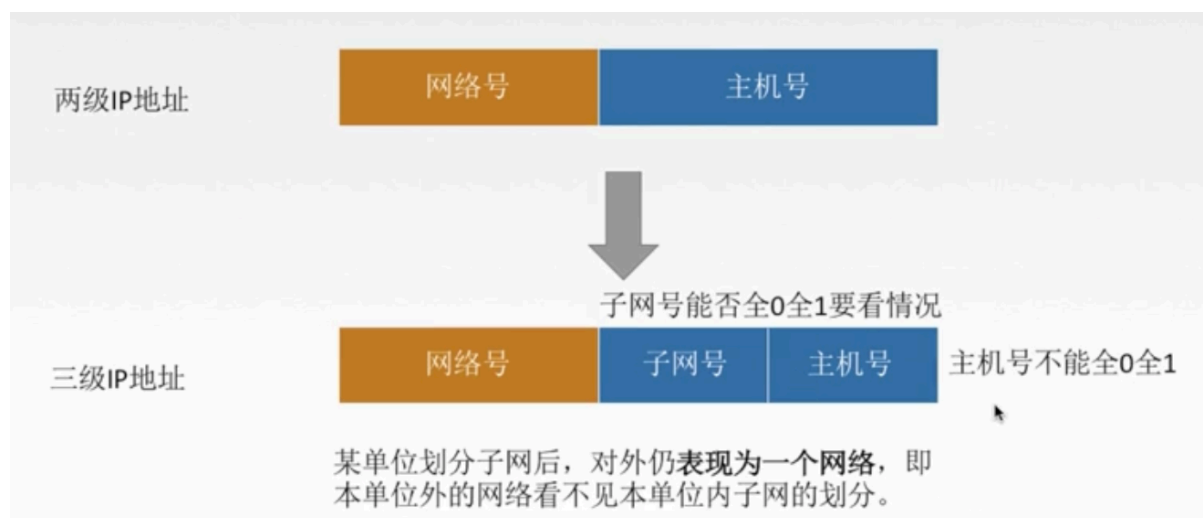 两级IP地址
网络号
主机号
子网号能否全0全1要看情况
三级IP地址
网络号
子网号
主机号
主机号不能全0全1
某单位划分子网后，对外仍表现为一个网络，即
本单位外的网络看不见本单位内子网的划分。